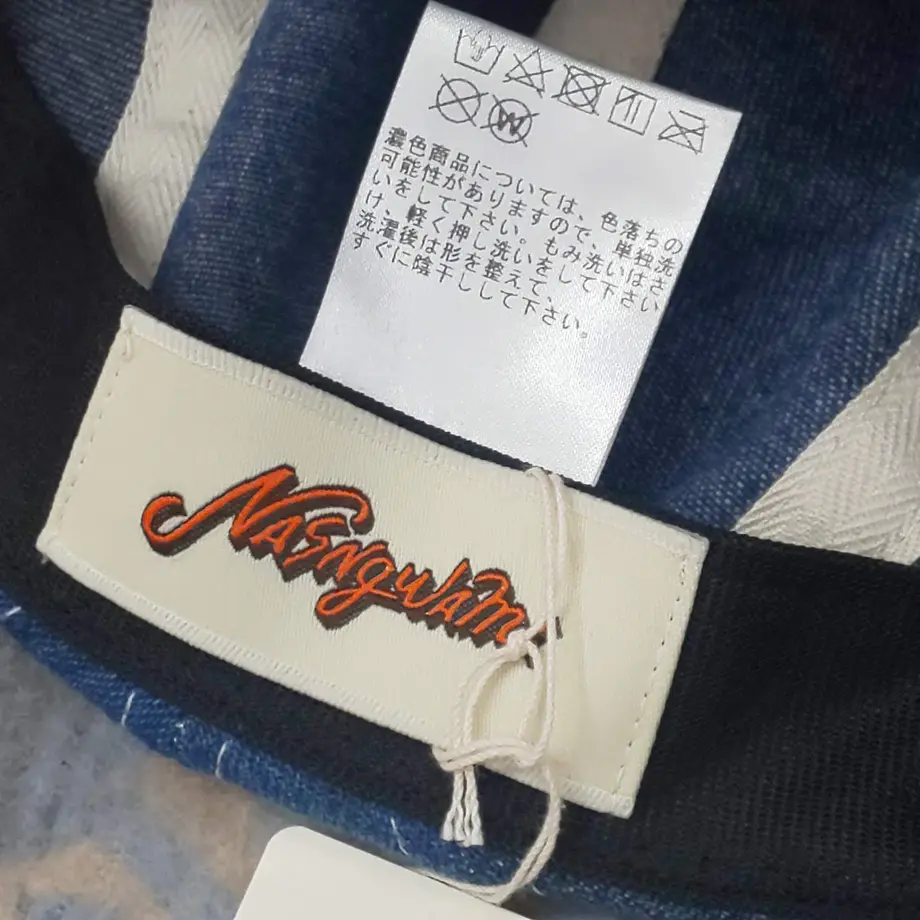 濃色商品については、色落ちの
可能性がありますので、単独洗
いをして下さい。もみ洗いはさ
け、軽く押し洗いをして下さい
洗濯後は形を整えて、
すぐに陰干しして下さい。
NASNGWAM